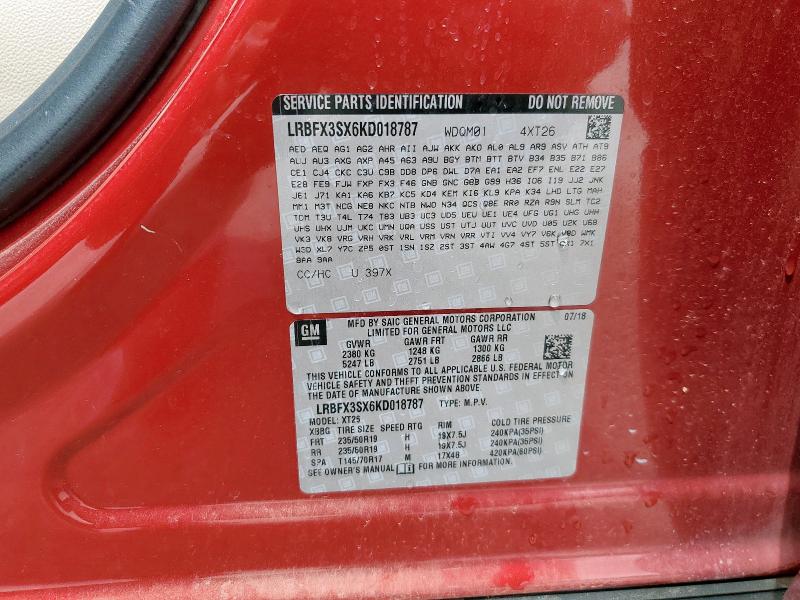 SERVICE PARTS IDENTIFICATION DO NOT REMOVE
LRBFX3SX6KD018787 WDQM01 4XT26
AED AEQ AG1 AG2 AHR AII AJW AKK AKO AL0 AL9 AR9 ASV ATH AT9
AUJ AU3 AXG AXP A45 A63 A9U BGY BTM BTT BTV B34 B35 B71 B86
CE1 CJ4 CKC C3U C9B DD8 DP6 DWL D7A EA1 EA2 EF7 ENL E22 E27
E28 FE9 FJW FXP FX3 F46 GNB GNC G0B G99 H36 IO6 I19 JJ2 JNK
J61 J71 KA1 KA6 KB7 KC5 KD4 KEM KI6 KL9 KPA K34 LHD LTG MAH
MM1 M3T NCG NE8 NKC NTB NWD N34 QCS Q8E RR0 RZA R9N SLM TC2
TDM T3U T4L T74 T83 UB3 UC3 UD5 UEU UE1 UE4 UFG UG1 UHG UHH
UHS UHX UJM UKC UMN UQA USS UST UTJ UUT UVC UVD U05 U2K U68
VK3 VK8 VRG VRH VRK VRL VRM VRN VRR VTI VV4 VY7 V6K V8D WMK
W3D XL7 Y7C ZP5 0ST 1SN 1SZ 2ST 3ST 4AW 4G7 4ST 5ST 7X1
8AA 9AA
CC/HC U 397X
GM
MFD BY SAIC GENERAL MOTORS CORPORATION 07/18
LIMITED FOR GENERAL MOTORS LLC
GVWR GAWR FRT GAWR RR
2380 KG 1248 KG 1300 KG
5247 LB 2751 LB 2866 LB
THIS VEHICLE CONFORMS TO ALL APPLICABLE U.S. FEDERAL MOTOR
VEHICLE SAFETY AND THEFT PREVENTION STANDARDS IN EFFECT ON
THE DATE OF MANUFACTURE SHOWN ABOVE.
LRBFX3SX6KD018787 TYPE: M.P.V.
MODEL: XT25
XBBG TIRE SIZE SPEED RTG RIM COLD TIRE PRESSURE
FRT 235/50R19 H 19X7.5J 240KPA(35PSI)
RR 235/50R19 H 19X7.5J 240KPA(35PSI)
SPA T145/70R17 M 17X4B 420KPA(60PSI)
SEE OWNER'S MANUAL FOR MORE INFORMATION.